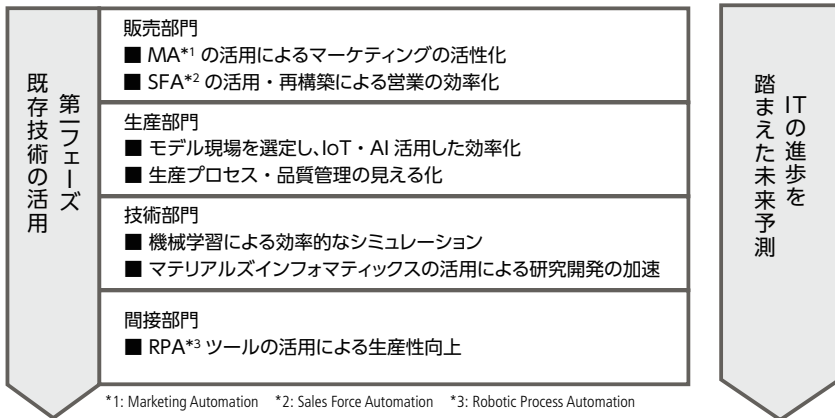 第一フェーズ
既存技術の活用
販売部門
■ MA*1 の活用によるマーケティングの活性化
■ SFA*2 の活用・再構築による営業の効率化
生産部門
■ モデル現場を選定し、IoT・AI 活用した効率化
■ 生産プロセス・品質管理の見える化
技術部門
■ 機械学習による効率的なシミュレーション
■ マテリアルズインフォマティックスの活用による研究開発の加速
間接部門
■ RPA*3 ツールの活用による生産性向上
*1: Marketing Automation *2: Sales Force Automation *3: Robotic Process Automation
ITの進歩を
踏まえた未来予測